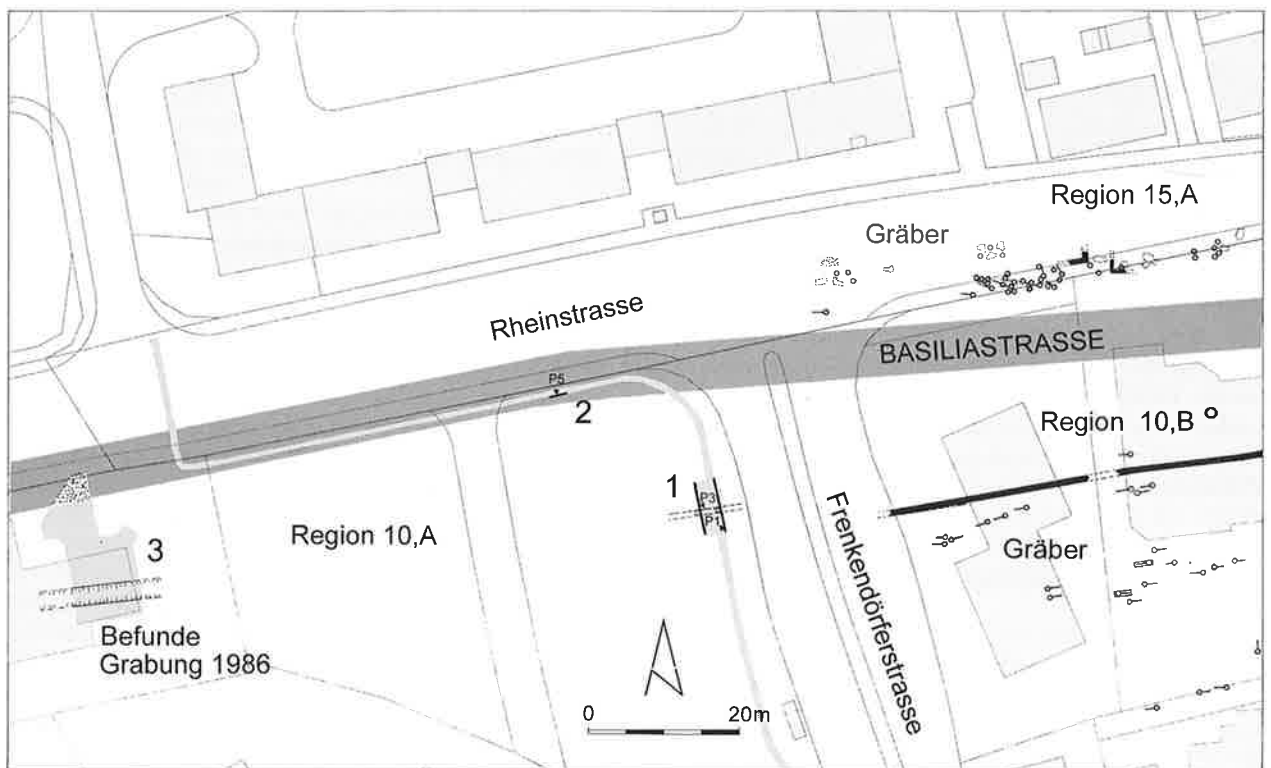 Region 15,A
Gräber
Rheinstrasse
BASILIASTRASSE
P5
2
Region 10,B
1
P3
P1
Region 10,A
Frenkendörferstrasse
Gräber
3
Befunde
Grabung 1986
0 20m